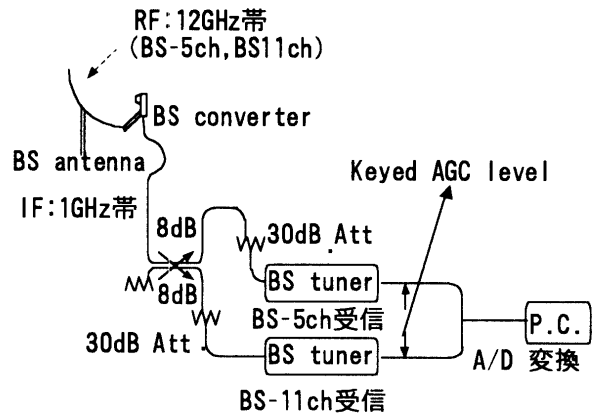 RF:12GHz帯
(BS-5ch,BS11ch)
BS converter
BS antenna
Keyed AGC level
IF:1GHz帯
8dB
30dB Att.
BS tuner
8dB
BS-5ch受信
P.C.
30dB Att.
BS tuner
A/D 変換
BS-11ch受信